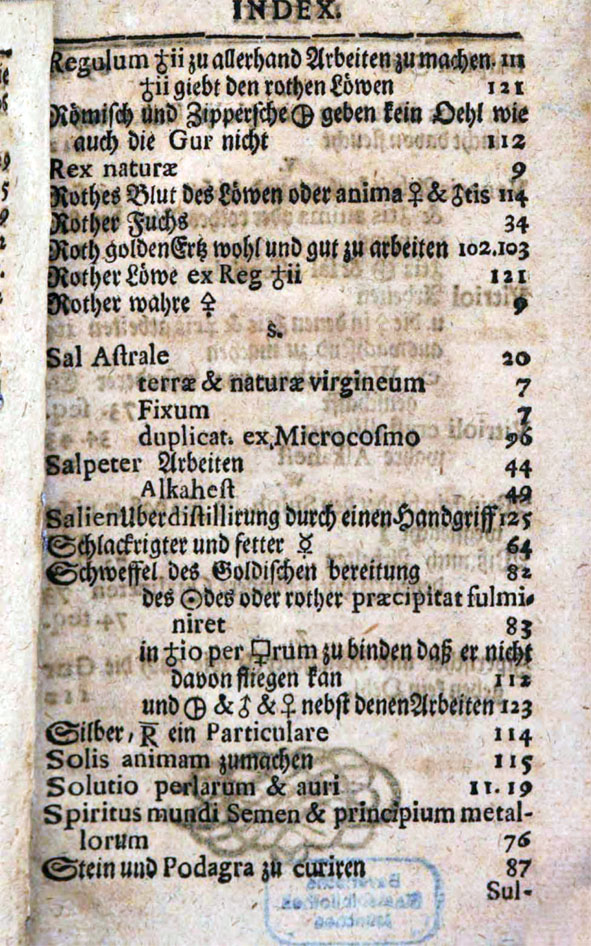 INDEX.
Regulum ♁ii zu allerhand Arbeiten zu machen. 111
♁ii giebt den rothen Löwen 121
Römisch und Zippersche 🜖 geben kein Oehl wie
auch die Gur nicht 112
Rex naturæ 9
Rothes Blut des Löwen oder anima ♀ & ♂tis 114
Rother Fuchs 34
Roth golden Ertz wohl und gut zu arbeiten 102.103
Rother Löwe ex Reg ♁ii 121
Rother wahre 🜍 9
S.
Sal Astrale 20
terræ & naturæ virgineum 7
Fixum 7
duplicat. ex Microcosmo 96
Salpeter Arbeiten 44
Alkahest 49
Salien Uberdistillirung durch einen Handgriff 125
Schlackrigter und fetter ☿ 64
Schweffel des Goldischen bereitung 82
des ☉des oder rother præcipitat fulmi-
niret 83
in ♁io per rum zu binden daß er nicht
davon fliegen kan 112
und 🜖 & ♂ & ♀ nebst denen Arbeiten 123
Silber, ein Particulare 114
Solis animam zumachen 115
Solutio perlarum & auri 11.19
Spiritus mundi Semen & principium metal-
lorum 76
Stein und Podagra zu curiren 87
Sul-